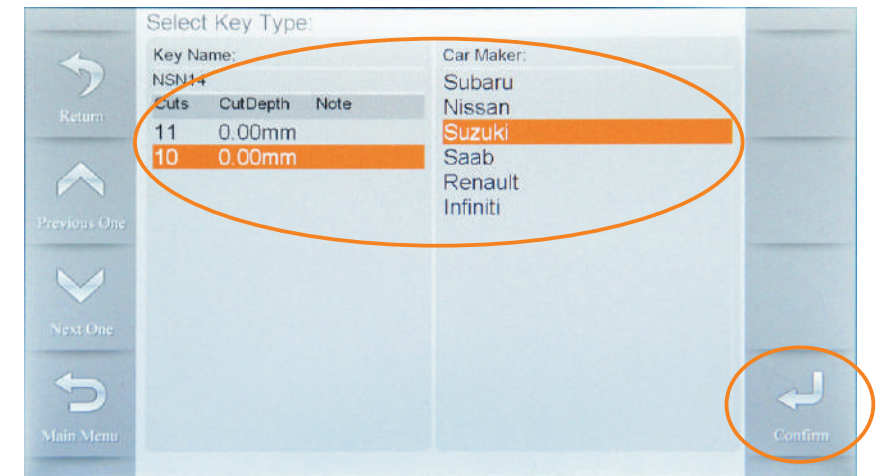 Select Key Type:
Return
Previous One
Next One
Main Menu
Key Name:
NSN14
Cuts CutDepth Note
11 0.00mm
10 0.00mm
Car Maker:
Subaru
Nissan
Suzuki
Saab
Renault
Infiniti
Confirm